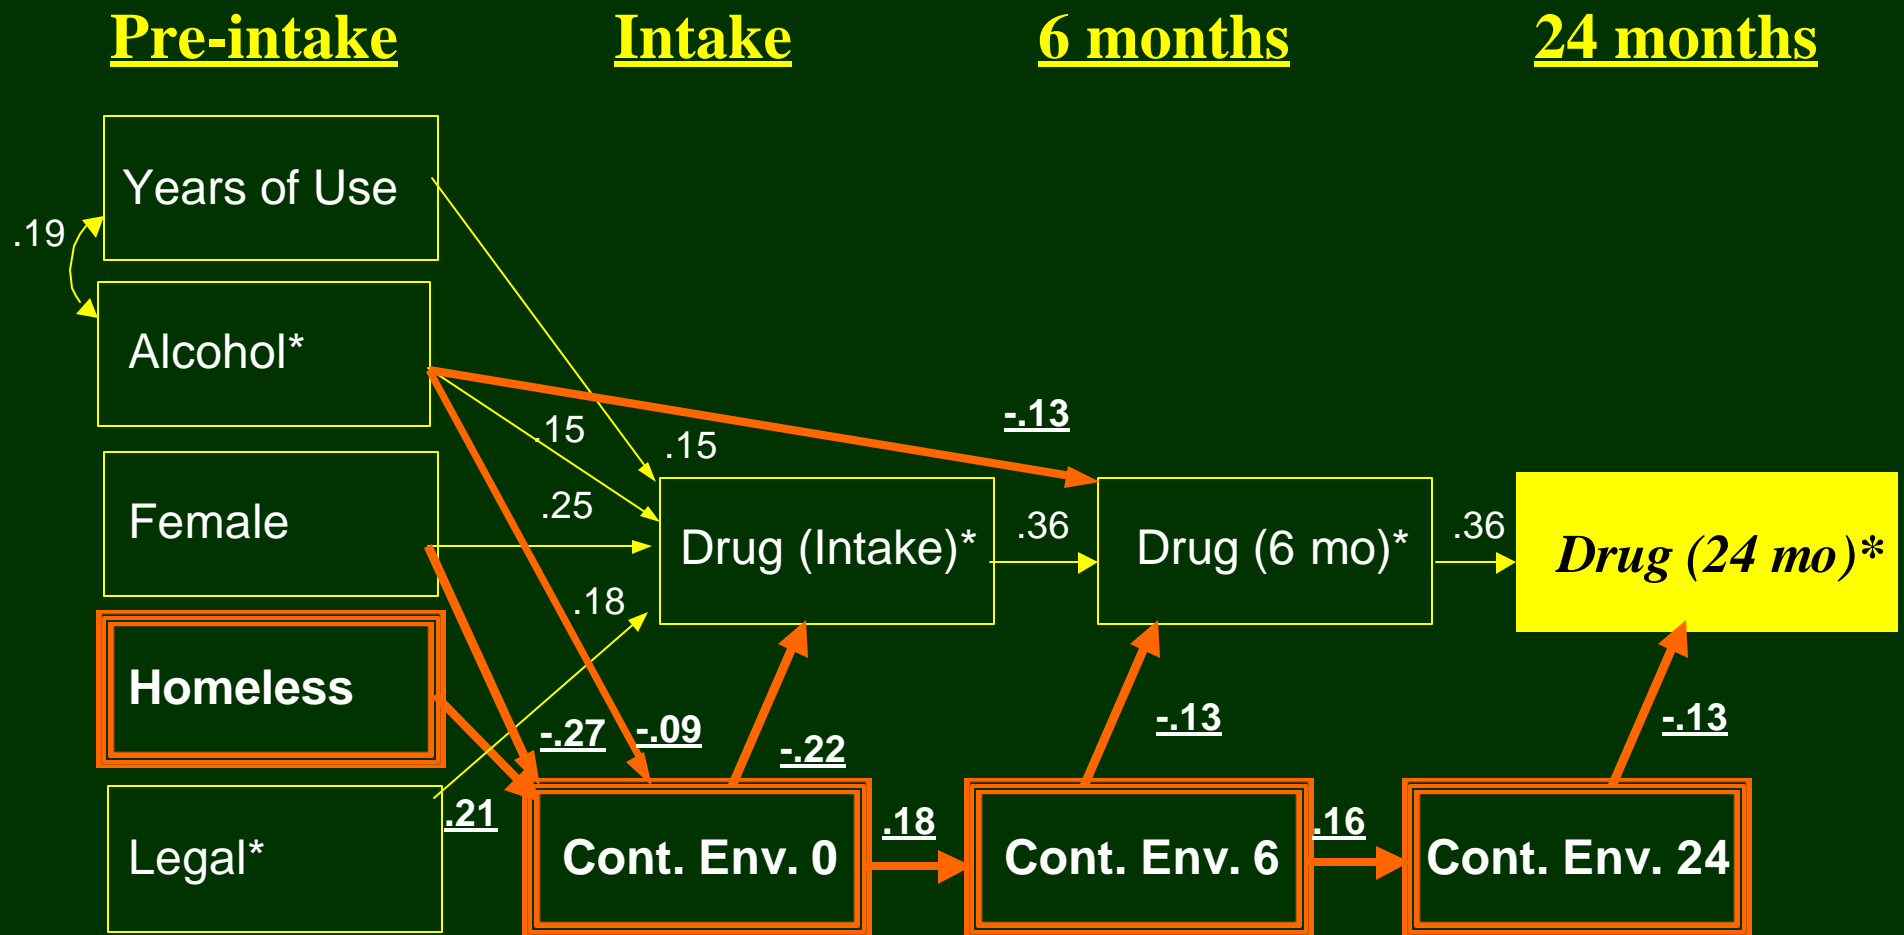 Pre-intake Intake 6 months 24 months
Years of Use
.19
Alcohol*
-.13
.15 .15
.25
Female
Drug (Intake)* .36 Drug (6 mo)* .36 Drug (24 mo)*
.18
Homeless
-.27 -.09 -.22 -.13 -.13
.21
.18 .16
Legal* Cont. Env. 0 Cont. Env. 6 Cont. Env. 24